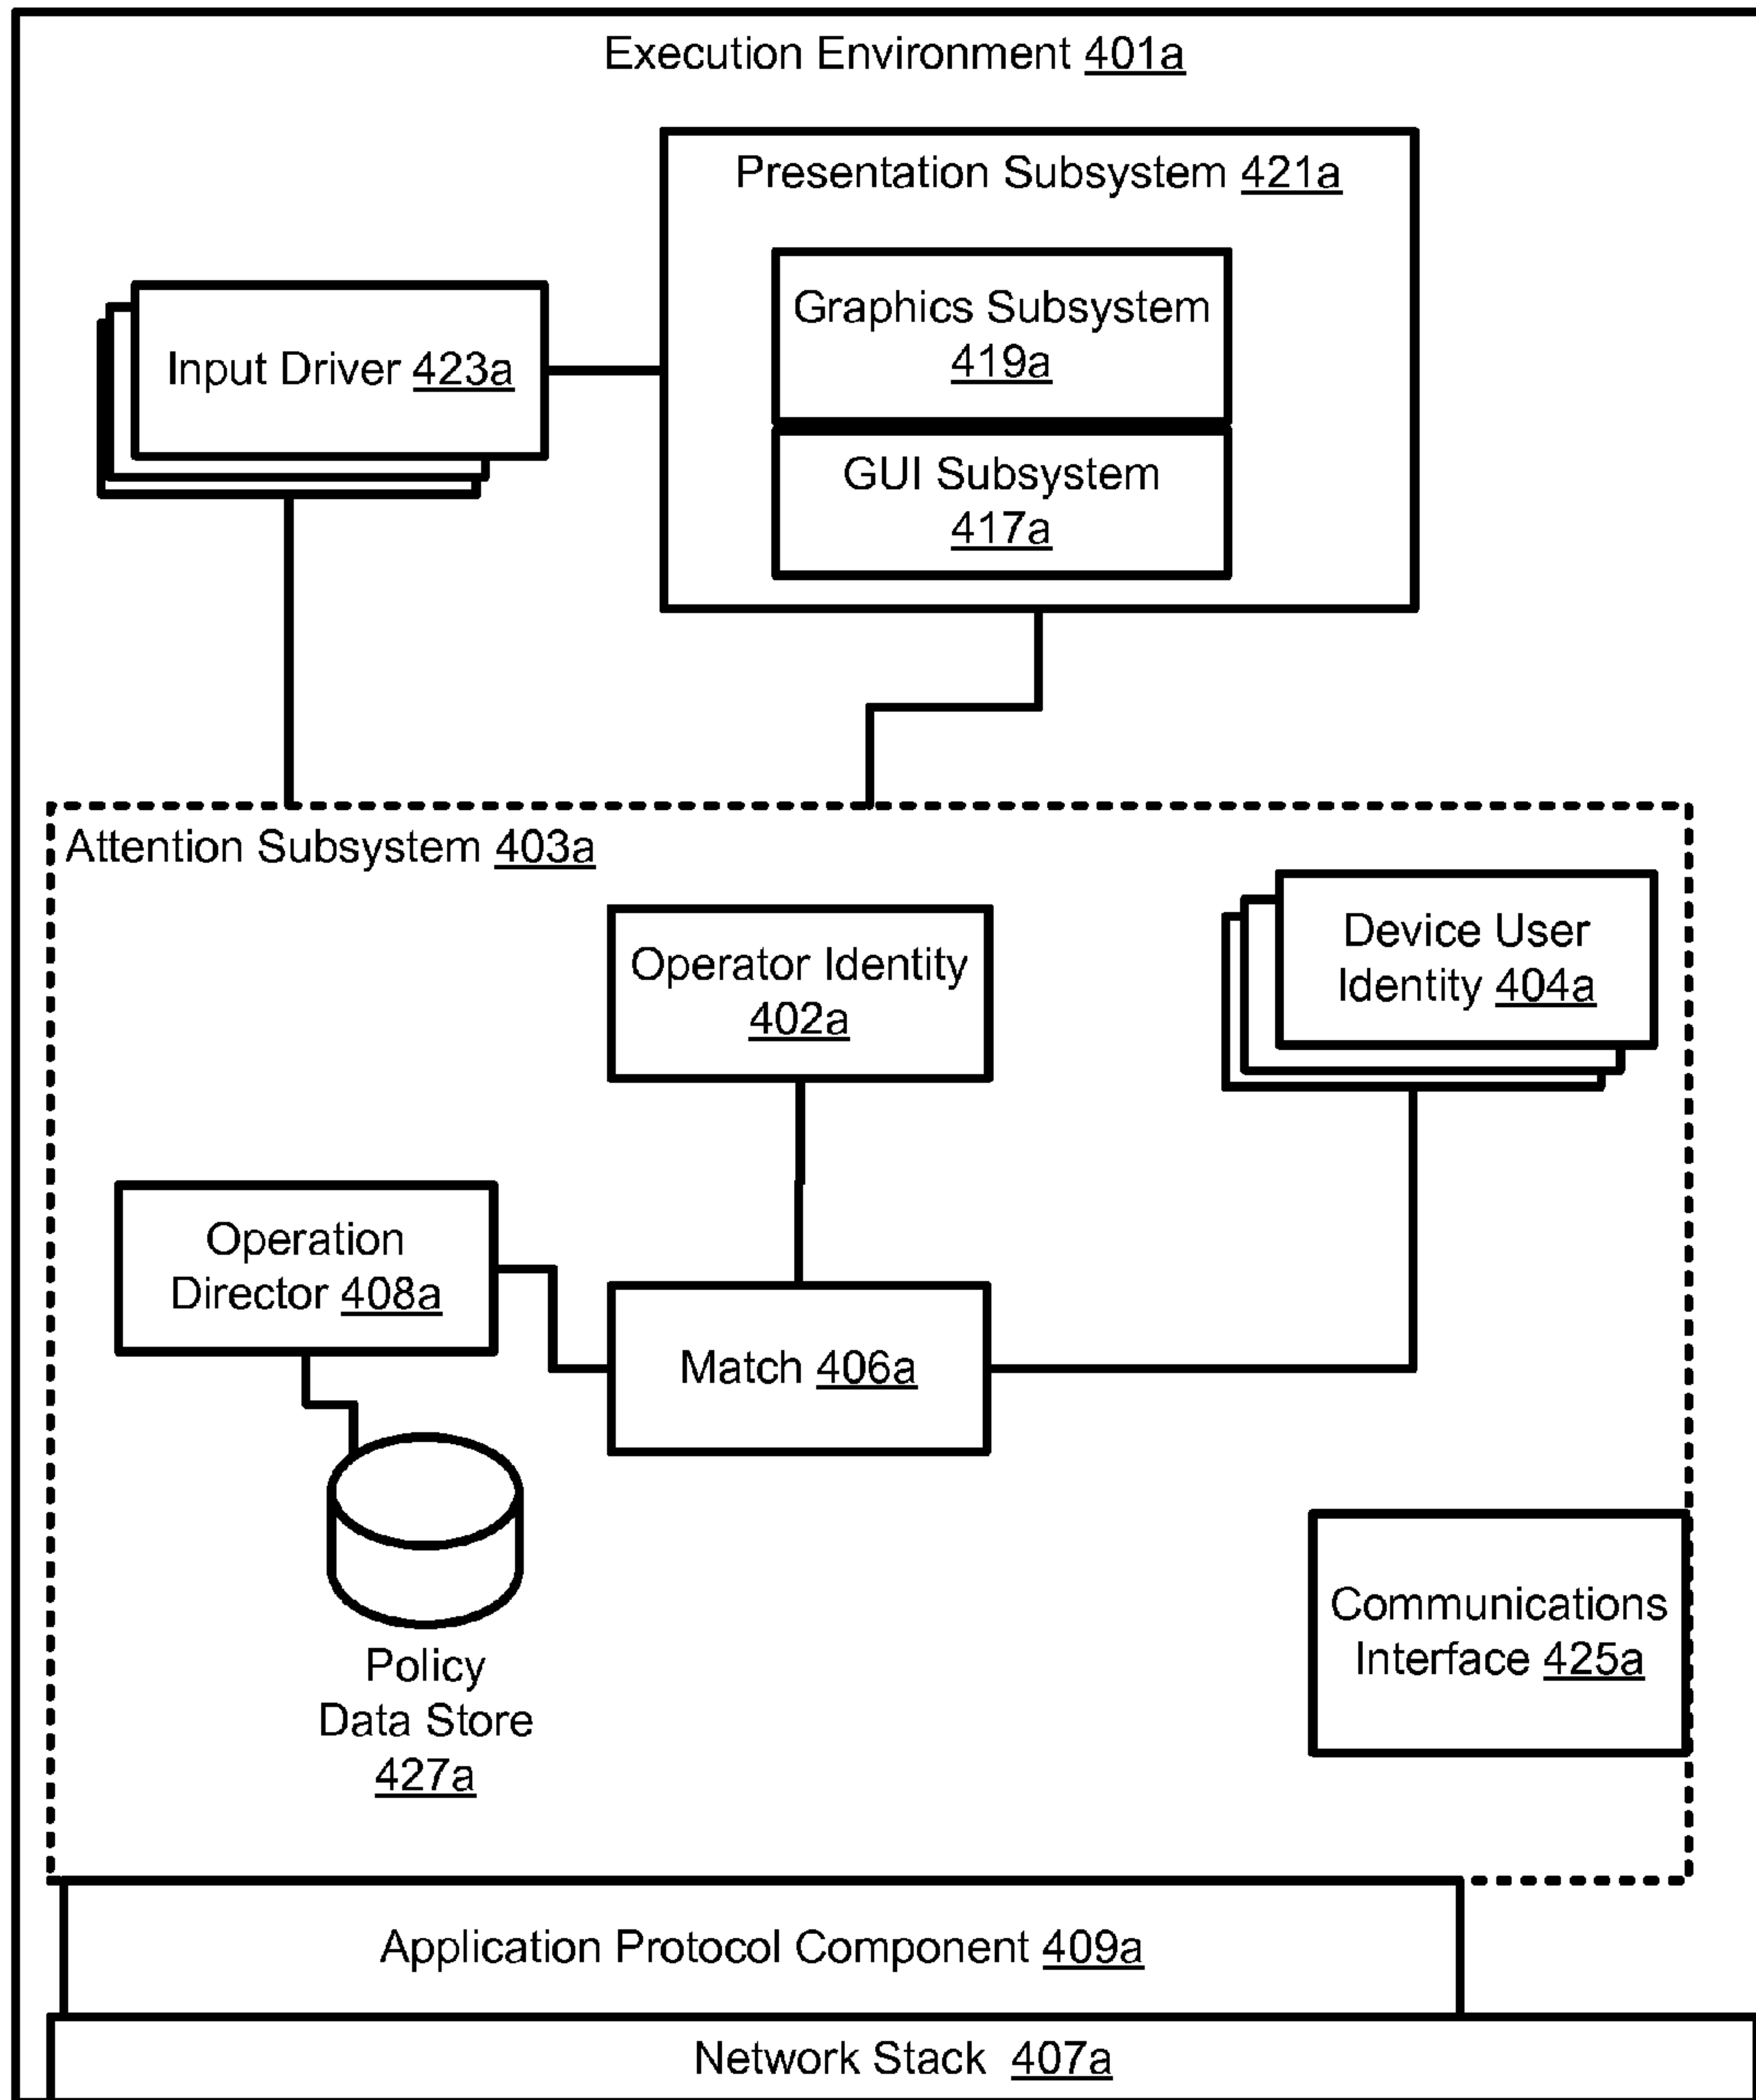 Execution Environment 401a
Presentation Subsystem 421a
Graphics Subsystem
419a
Input Driver 423a
GUI Subsystem
417a
Attention Subsystem 403a
Operator Identity
402a
Device User
Identity 404a
Operation
Director 408a
Match 406a
Policy
Data Store
427a
Communications
Interface 425a
Application Protocol Component 409a
Network Stack 407a